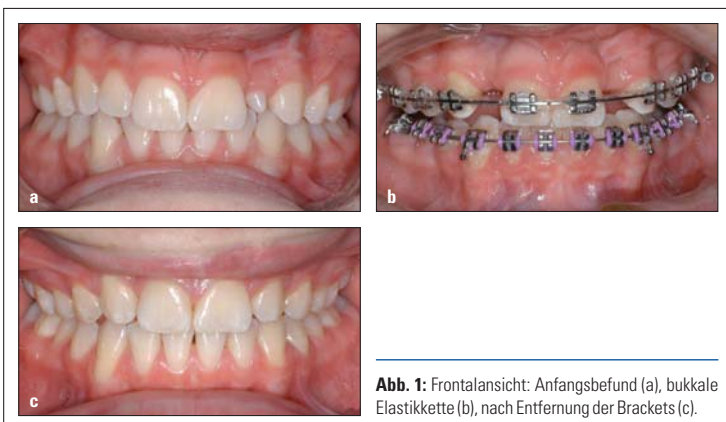 a
b
c
Abb. 1: Frontalansicht: Anfangsbefund (a), bukkale
Elastikkette (b), nach Entfernung der Brackets (c).